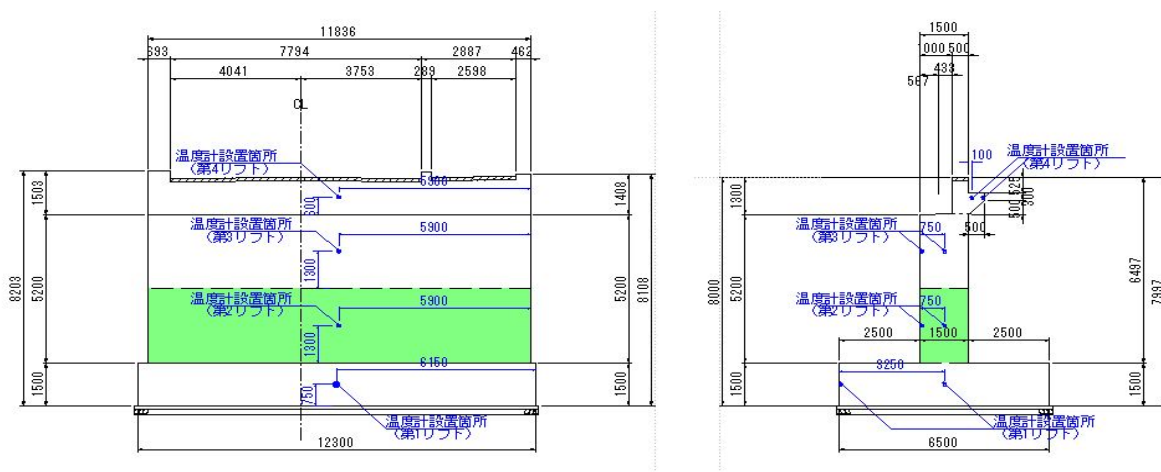 11836
693
7794
2887
462
4041
3753
289
2598
CL
温度計設置箇所
(第4リフト)
5900
600
1503
1408
温度計設置箇所
(第3リフト)
5900
1300
8203
5200
5200
8108
温度計設置箇所
(第2リフト)
5900
1300
6150
1500
750
1500
温度計設置箇所
(第1リフト)
12300
1500
1000
500
433
567
100
温度計設置箇所
(第4リフト)
1300
525
300
500
500
750
温度計設置箇所
(第3リフト)
8000
5200
6497
7997
750
温度計設置箇所
(第2リフト)
2500
1500
2500
3250
1500
1500
温度計設置箇所
(第1リフト)
6500